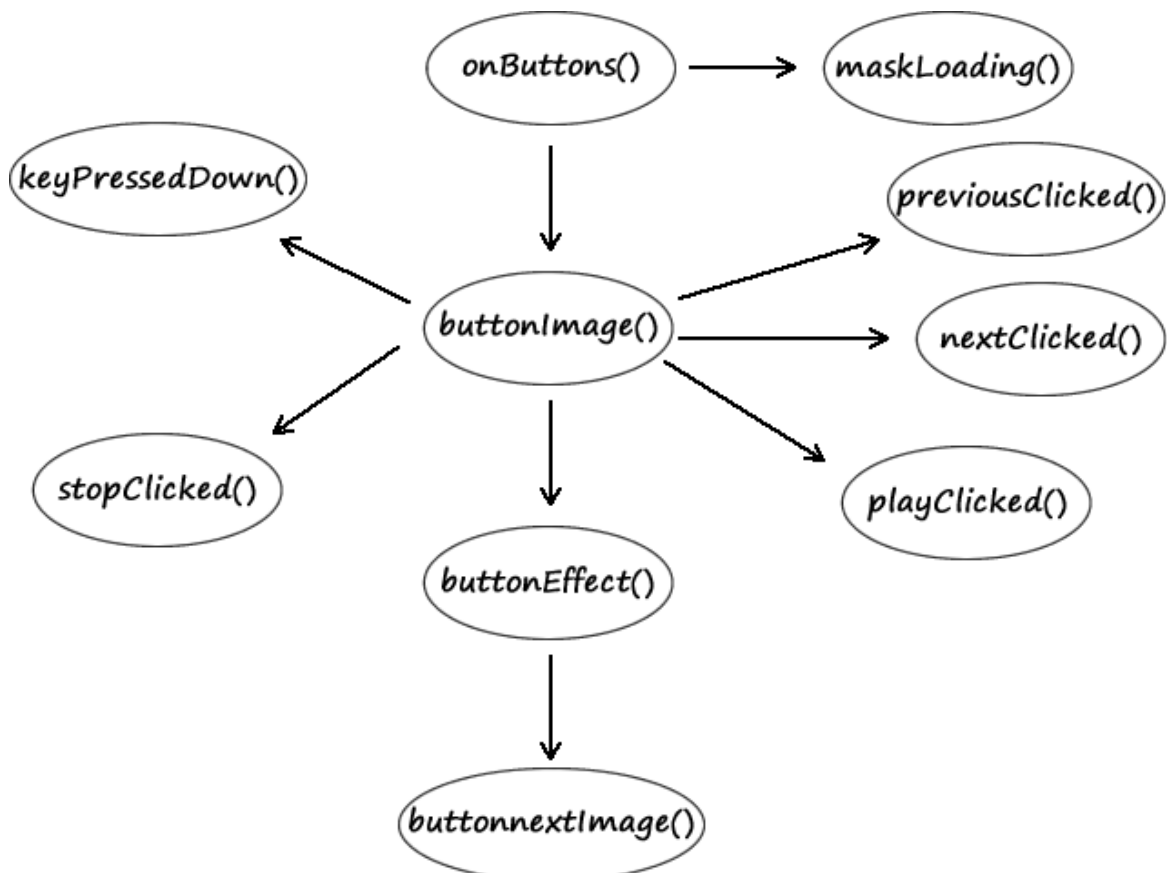 onButtons()
maskLoading()
keyPressedDown()
previousClicked()
buttonImage()
nextClicked()
stopClicked()
playClicked()
buttonEffect()
buttonnextImage()